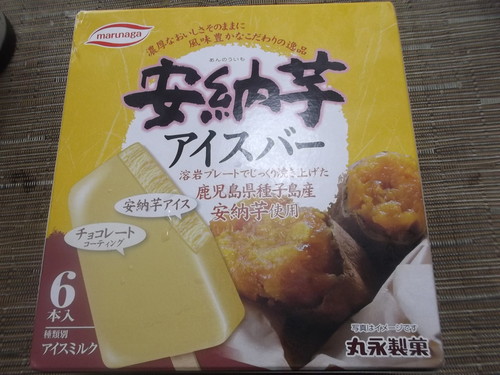 marunaga
濃厚なおいしさそのままに
風味豊かなこだわりの逸品
あんのういも
安納芋
アイスバー
溶岩プレートでじっくり焼き上げた
鹿児島県種子島産
安納芋使用
安納芋アイス
チョコレート
コーティング
6
本入
種類別
アイスミルク
写真はイメージです
丸永製菓